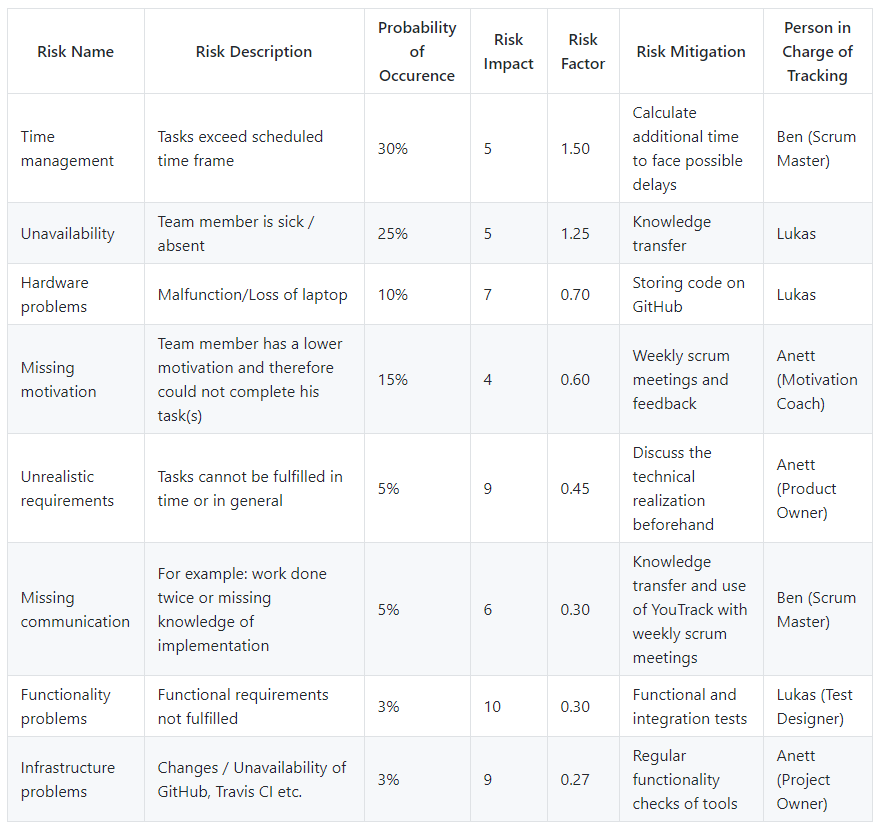 Risk Name
Risk Description
Probability
of
Occurence
Risk
Impact
Risk
Factor
Risk Mitigation
Person in
Charge of
Tracking
Time
management
Tasks exceed scheduled
time frame
30%
5
1.50
Calculate
additional time
to face possible
delays
Ben (Scrum
Master)
Unavailability
Team member is sick /
absent
25%
5
1.25
Knowledge
transfer
Lukas
Hardware
problems
Malfunction/Loss of laptop
10%
7
0.70
Storing code on
GitHub
Lukas
Missing
motivation
Team member has a lower
motivation and therefore
could not complete his
task(s)
15%
4
0.60
Weekly scrum
meetings and
feedback
Anett
(Motivation
Coach)
Unrealistic
requirements
Tasks cannot be fulfilled in
time or in general
5%
9
0.45
Discuss the
technical
realization
beforehand
Anett
(Product
Owner)
Missing
communication
For example: work done
twice or missing
knowledge of
implementation
5%
6
0.30
Knowledge
transfer and use
of YouTrack with
weekly scrum
meetings
Ben (Scrum
Master)
Functionality
problems
Functional requirements
not fulfilled
3%
10
0.30
Functional and
integration tests
Lukas (Test
Designer)
Infrastructure
problems
Changes / Unavailability of
GitHub, Travis CI etc.
3%
9
0.27
Regular
functionality
checks of tools
Anett
(Project
Owner)